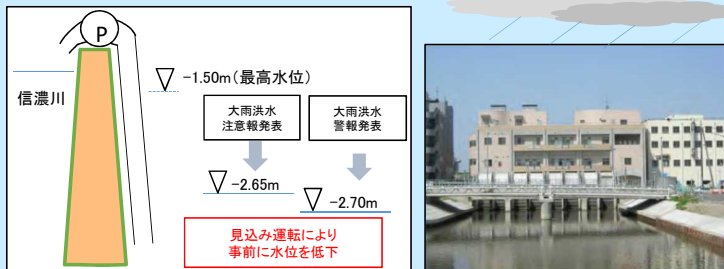 P
信濃川
-1.50m(最高水位)
大雨洪水
注意報発表
大雨洪水
警報発表
-2.65m
-2.70m
見込み運転により
事前に水位を低下